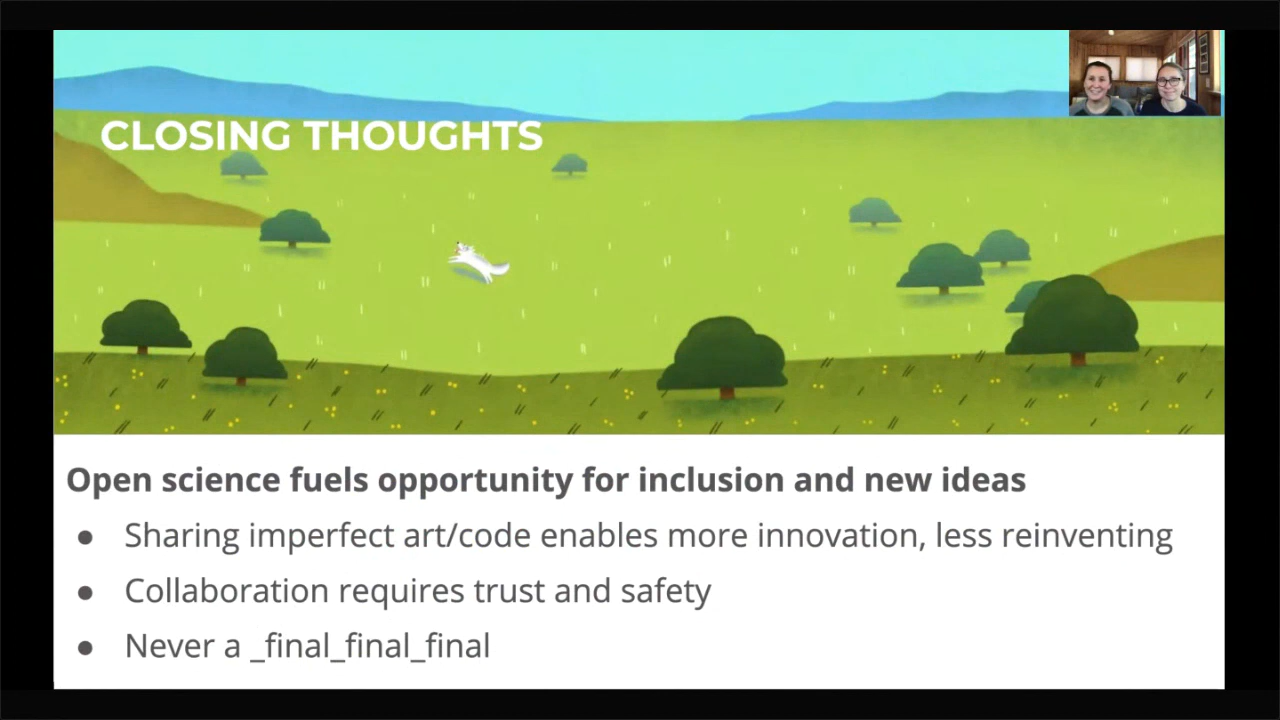 CLOSING THOUGHTS
Open science fuels opportunity for inclusion and new ideas
● Sharing imperfect art/code enables more innovation, less reinventing
● Collaboration requires trust and safety
● Never a _final_final_final